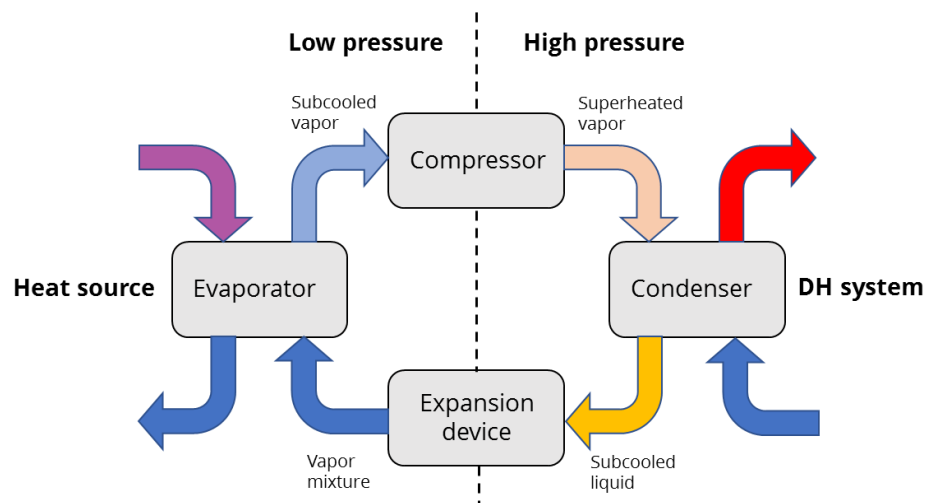 Low pressure
High pressure
Subcooled
vapor
Superheated
vapor
Compressor
Heat source
Evaporator
Condenser
DH system
Expansion
device
Vapor
mixture
Subcooled
liquid